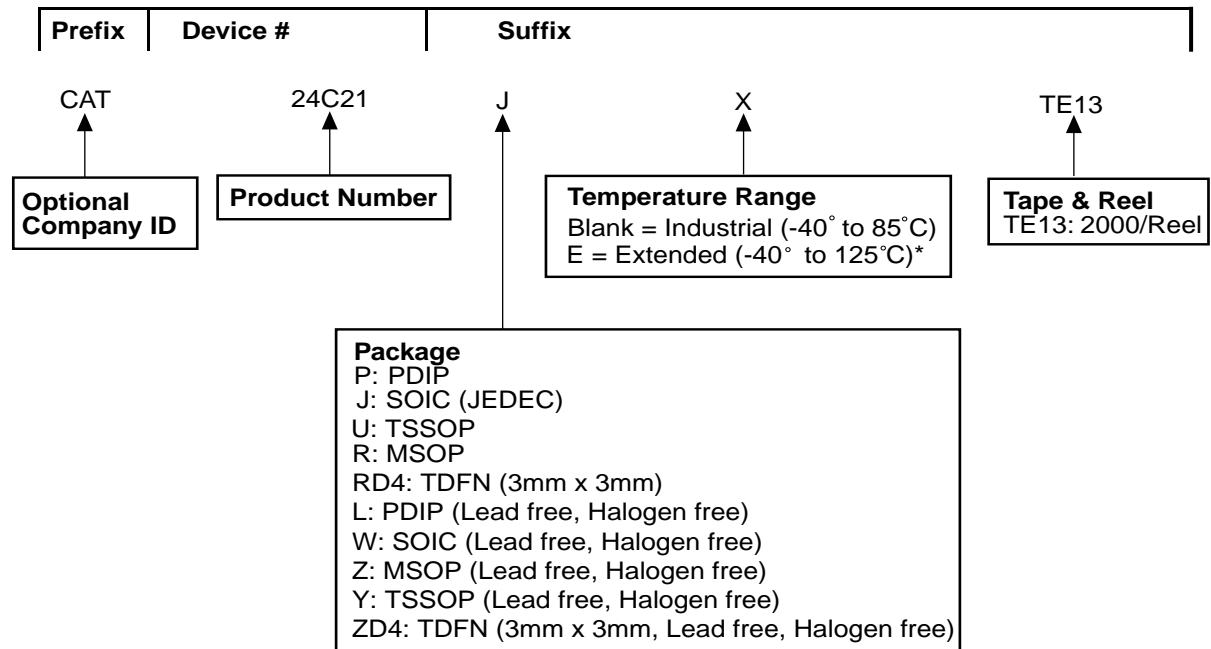 Prefix Device # Suffix
CAT 24C21 J X TE13
Optional
Company ID
Product Number
Temperature Range
Blank = Industrial (-40˚ to 85˚C)
E = Extended (-40˚ to 125˚C)*
Tape & Reel
TE13: 2000/Reel
Package
P: PDIP
J: SOIC (JEDEC)
U: TSSOP
R: MSOP
RD4: TDFN (3mm x 3mm)
L: PDIP (Lead free, Halogen free)
W: SOIC (Lead free, Halogen free)
Z: MSOP (Lead free, Halogen free)
Y: TSSOP (Lead free, Halogen free)
ZD4: TDFN (3mm x 3mm, Lead free, Halogen free)